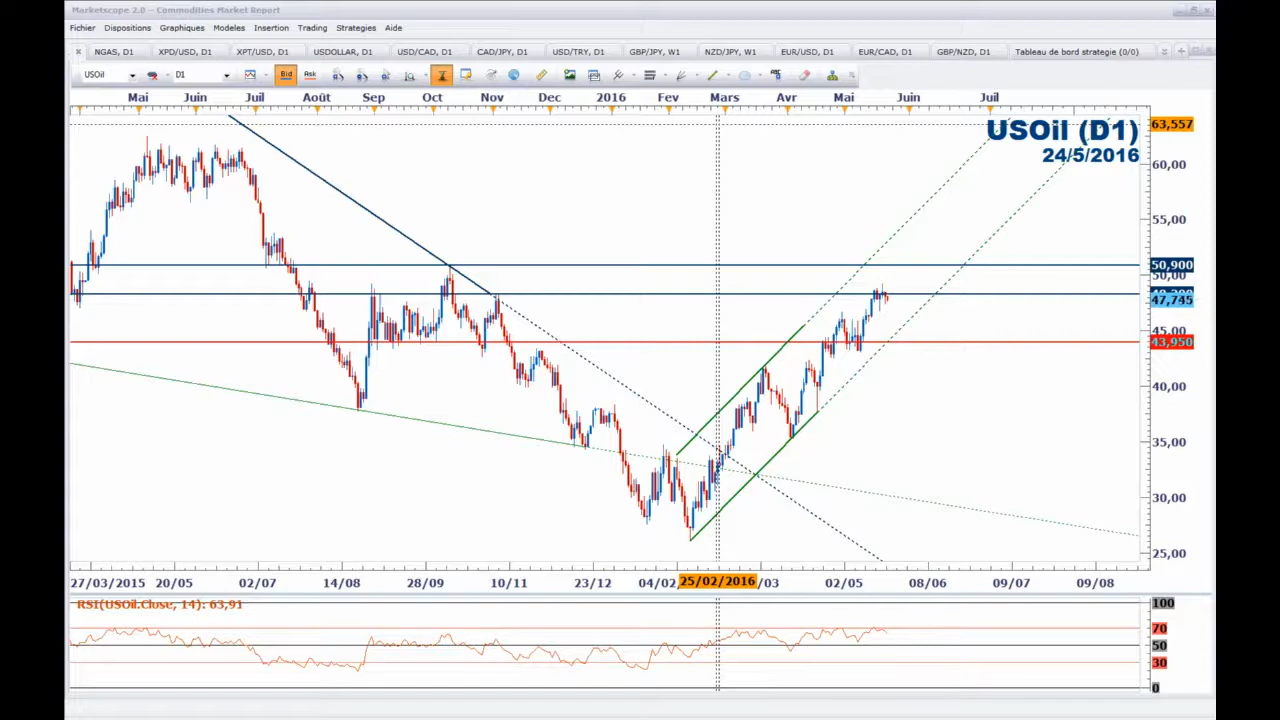 Marketscope 2.0 - Commodities Market Report
Fichier Dispositions Graphiques Modeles Insertion Trading Strategies Aide
NGAS, D1 XPD/USD, D1 XPT/USD, D1 USDOLLAR, D1 USD/CAD, D1 CAD/JPY, D1 USD/TRY, D1 GBP/JPY, W1 NZD/JPY, W1 EUR/USD, D1 EUR/CAD, D1 GBP/NZD, D1 Tableau de bord strategie (0/0)
USOil D1 Bid Ask
Mai Juin Juil Août Sep Oct Nov Dec 2016 Fev Mars Avr Mai Juin Juil
USOil (D1)
24/5/2016
63,557
60,00
55,00
50,900
50,00
47,745
45,00
43,950
40,00
35,00
30,00
25,00
27/03/2015 20/05 02/07 14/08 28/09 10/11 23/12 04/02 25/02/2016 /03 02/05 08/06 09/07 09/08
RSI(USOil.Close, 14): 63,91
100
70
50
30
0